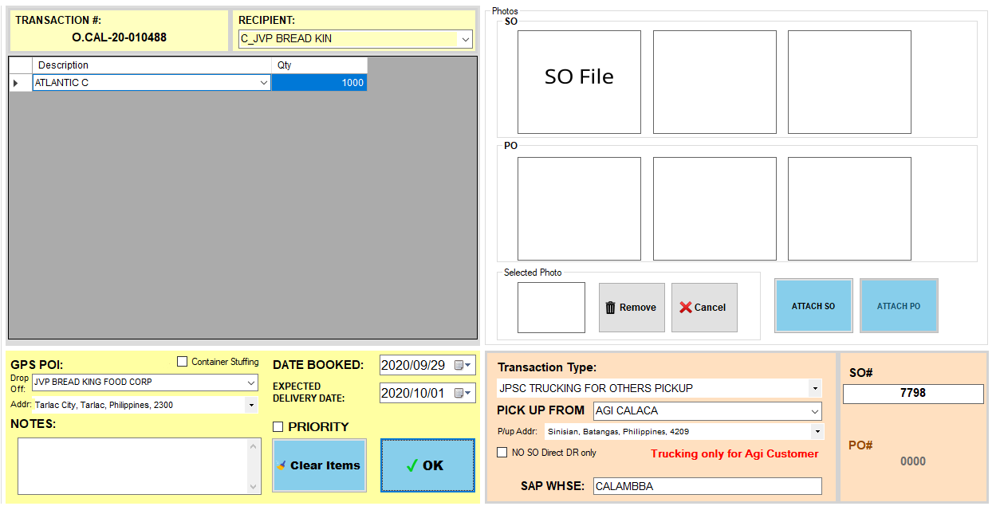 TRANSACTION #:
O.CAL-20-010488
RECIPIENT:
C_JVP BREAD KIN
Description Qty
ATLANTIC C 1000
Photos
SO
SO File
PO
Selected Photo
Remove
Cancel
ATTACH SO
ATTACH PO
GPS POI:
Container Stuffing
Drop
Off:
JVP BREAD KING FOOD CORP
Addr: Tarlac City, Tarlac, Philippines, 2300
NOTES:
DATE BOOKED: 2020/09/29
EXPECTED
DELIVERY DATE:
2020/10/01
PRIORITY
Clear Items
OK
Transaction Type:
JPSC TRUCKING FOR OTHERS PICKUP
PICK UP FROM AGI CALACA
P/up Addr: Sinisian, Batangas, Philippines, 4209
NO SO Direct DR only
Trucking only for Agi Customer
SAP WHSE: CALAMBBA
SO#
7798
PO#
0000